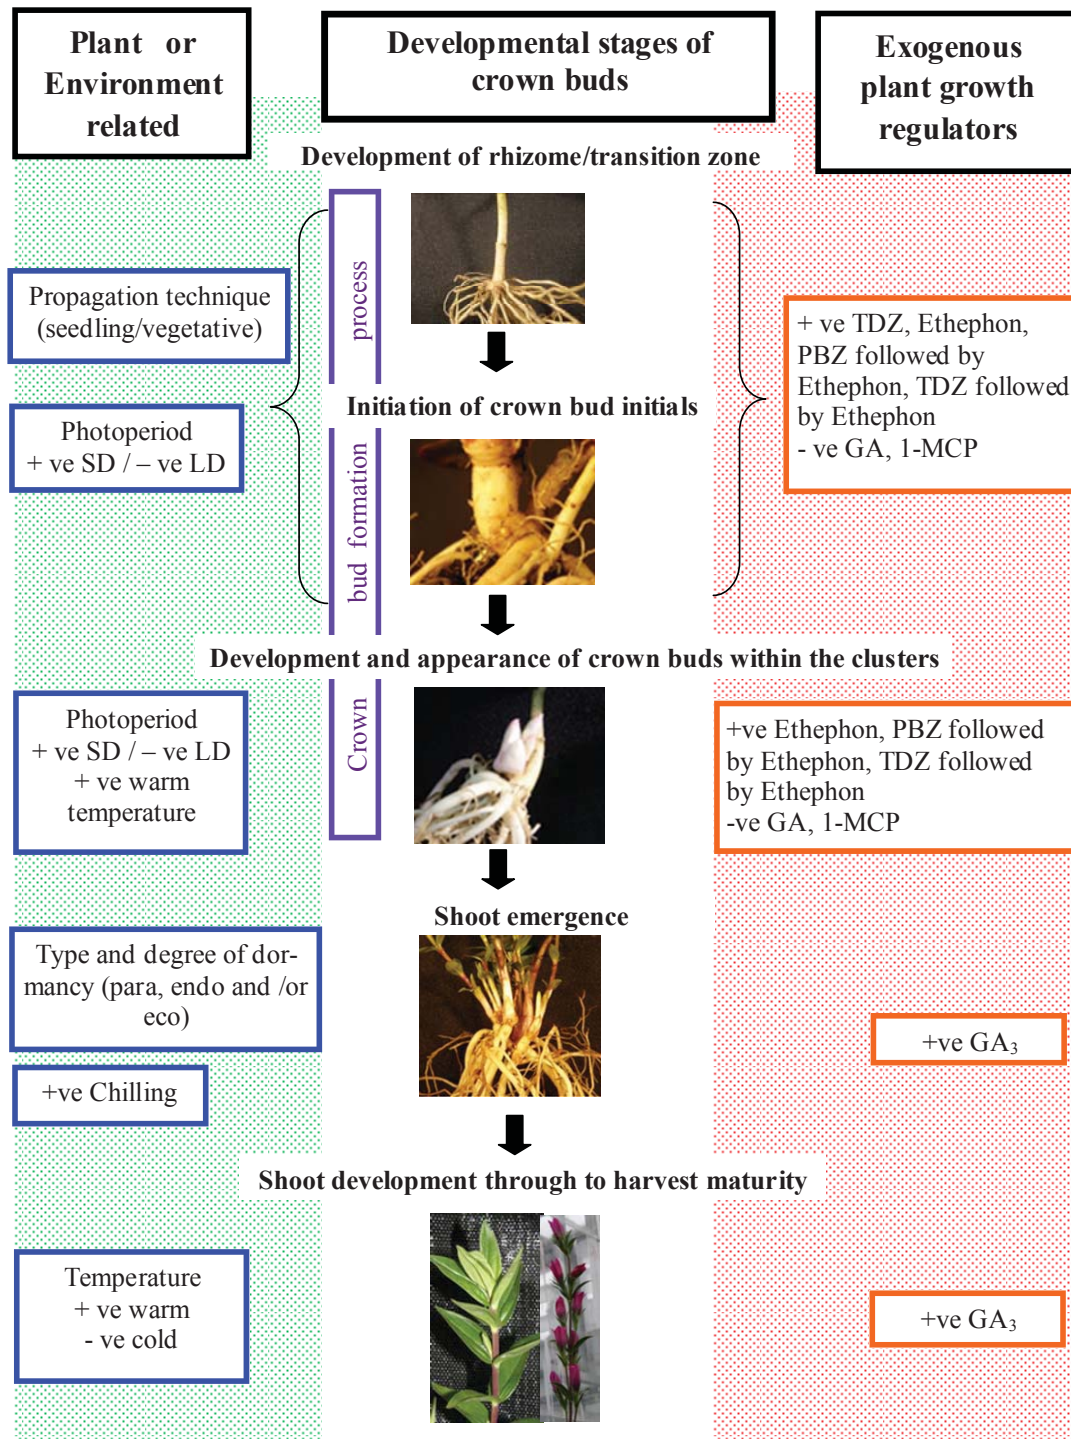 Plant or
Environment
related
Developmental stages of
crown buds
Exogenous
plant growth
regulators
Development of rhizome/transition zone
Propagation technique
(seedling/vegetative)
Photoperiod
+ ve SD / – ve LD
Crown bud formation process
+ ve TDZ, Ethephon,
PBZ followed by
Ethephon, TDZ followed
by Ethephon
- ve GA, 1-MCP
Initiation of crown bud initials
Development and appearance of crown buds within the clusters
Photoperiod
+ ve SD / – ve LD
+ ve warm
temperature
+ve Ethephon, PBZ followed
by Ethephon, TDZ followed
by Ethephon
-ve GA, 1-MCP
Shoot emergence
Type and degree of dor-
mancy (para, endo and /or
eco)
+ve Chilling
+ve GA₃
Shoot development through to harvest maturity
Temperature
+ ve warm
- ve cold
+ve GA₃